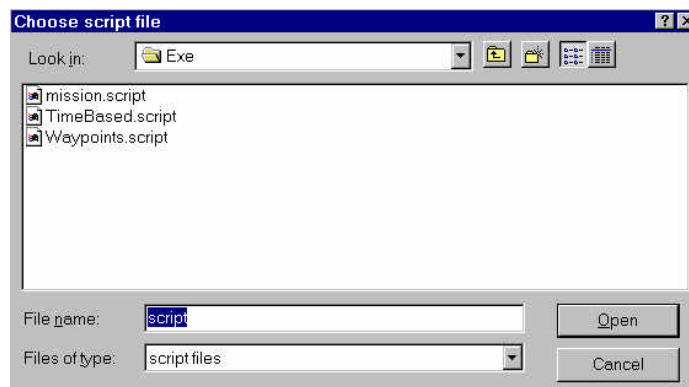 Choose script file
Look in: Exe
mission.script
TimeBased.script
Waypoints.script
File name: script Open
Files of type: script files Cancel